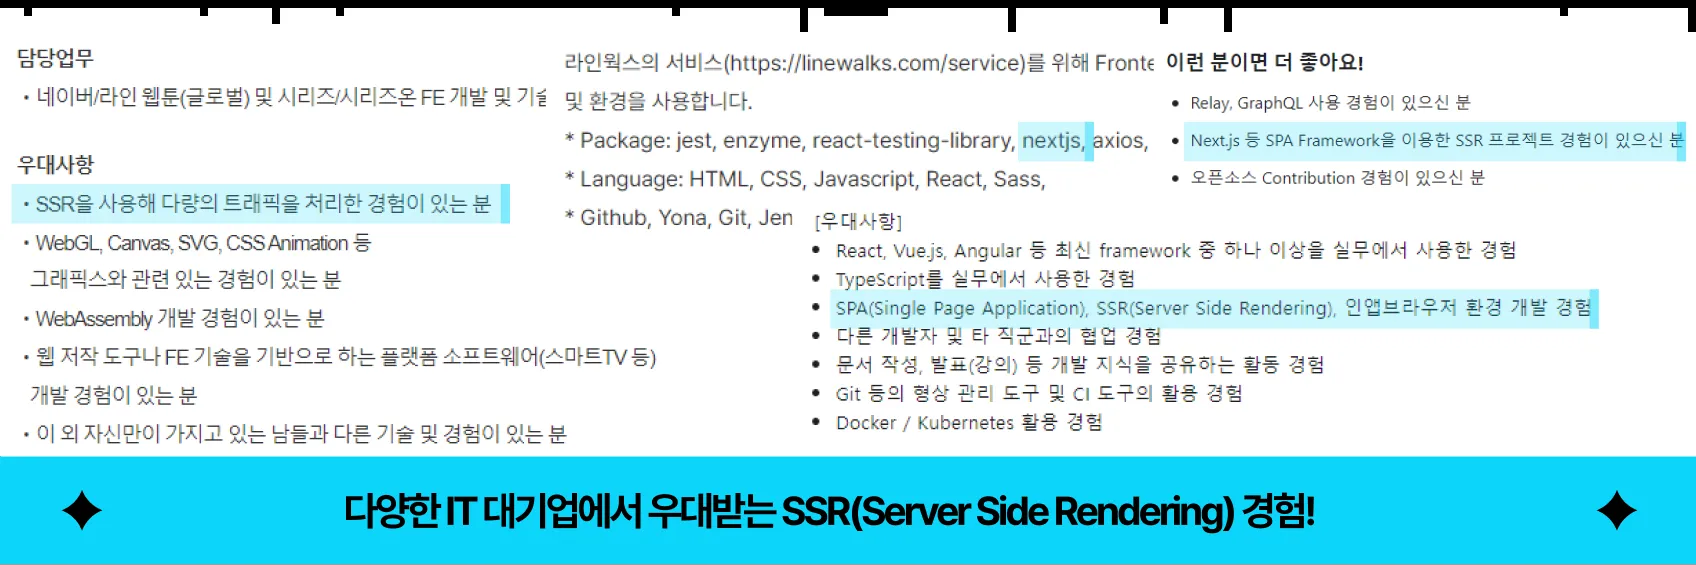 담당업무
· 네이버/라인 웹툰(글로벌) 및 시리즈/시리즈온 FE 개발 및 기술
우대사항
· SSR을 사용해 다량의 트래픽을 처리한 경험이 있는 분
· WebGL, Canvas, SVG, CSS Animation 등
그래픽스와 관련 있는 경험이 있는 분
· WebAssembly 개발 경험이 있는 분
· 웹 저작 도구나 FE 기술을 기반으로 하는 플랫폼 소프트웨어(스마트TV 등)
개발 경험이 있는 분
· 이 외 자신만이 가지고 있는 남들과 다른 기술 및 경험이 있는 분
라인웍스의 서비스(https://linewalks.com/service)를 위해 Fronte
및 환경을 사용합니다.
* Package: jest, enzyme, react-testing-library, nextjs, axios,
* Language: HTML, CSS, Javascript, React, Sass,
* Github, Yona, Git, Jen
이런 분이면 더 좋아요!
• Relay, GraphQL 사용 경험이 있으신 분
• Next.js 등 SPA Framework을 이용한 SSR 프로젝트 경험이 있으신 분
• 오픈소스 Contribution 경험이 있으신 분
[우대사항]
• React, Vue.js, Angular 등 최신 framework 중 하나 이상을 실무에서 사용한 경험
• TypeScript를 실무에서 사용한 경험
• SPA(Single Page Application), SSR(Server Side Rendering), 인앱브라우저 환경 개발 경험
• 다른 개발자 및 타 직군과의 협업 경험
• 문서 작성, 발표(강의) 등 개발 지식을 공유하는 활동 경험
• Git 등의 형상 관리 도구 및 CI 도구의 활용 경험
• Docker / Kubernetes 활용 경험
다양한 IT 대기업에서 우대받는 SSR(Server Side Rendering) 경험!